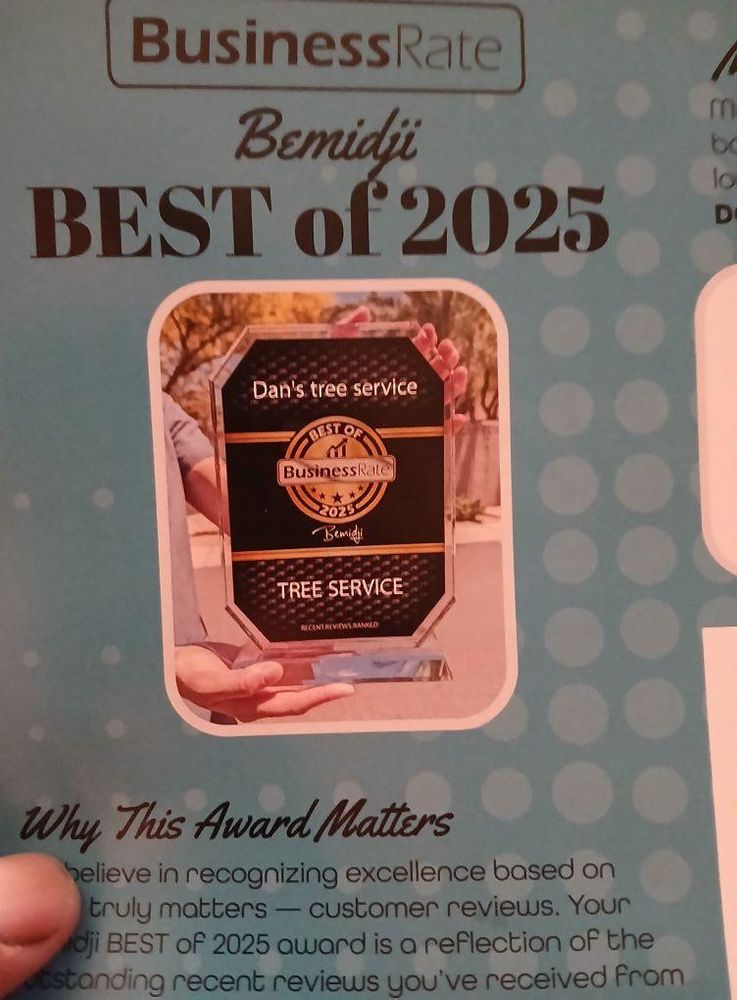 BusinessRate
Bemidji
BEST of 2025
Dan's tree service
BEST OF
BusinessRate
2025
Bemidji
TREE SERVICE
RECENT REVIEWS RANKED
Why This Award Matters
believe in recognizing excellence based on
truly matters — customer reviews. Your
BEST of 2025 award is a reflection of the
recent reviews you've received from